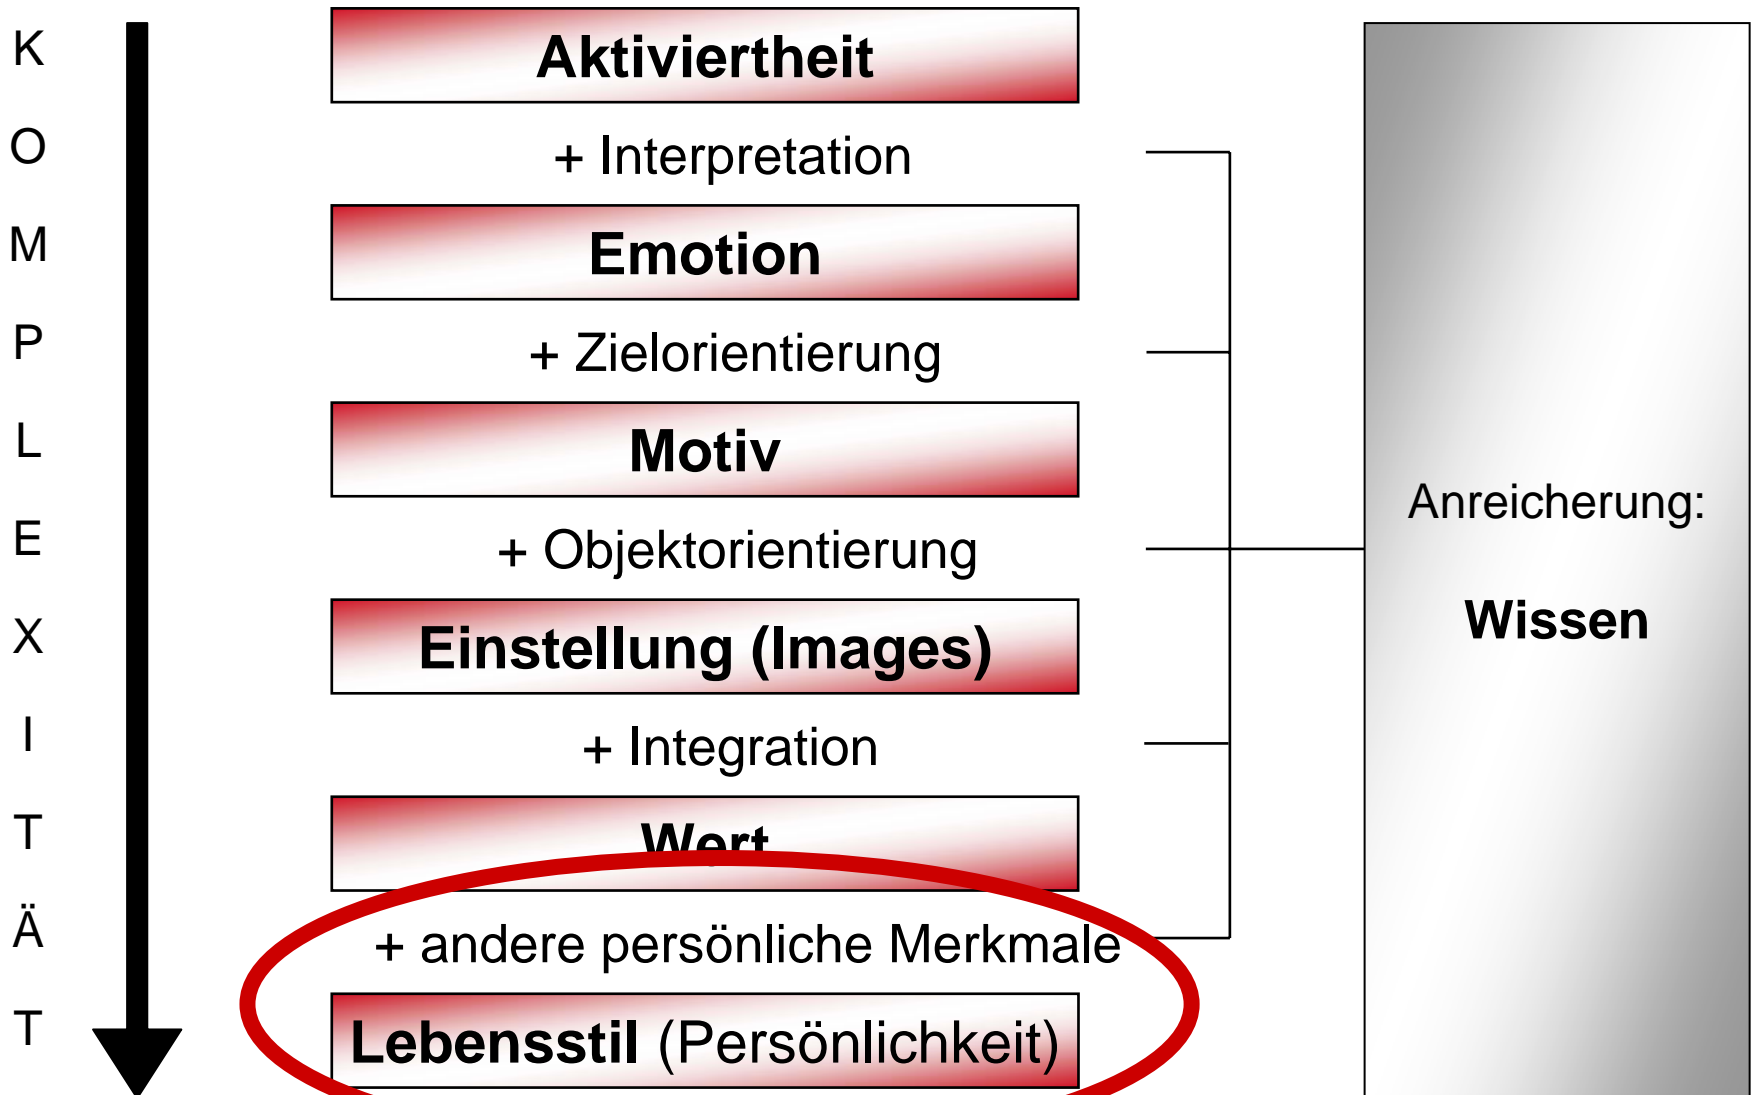 K
O
M
P
L
E
X
I
T
Ä
T
Aktiviertheit
+ Interpretation
Emotion
+ Zielorientierung
Motiv
+ Objektorientierung
Einstellung (Images)
+ Integration
Wert
+ andere persönliche Merkmale
Lebensstil (Persönlichkeit)
Anreicherung:
Wissen